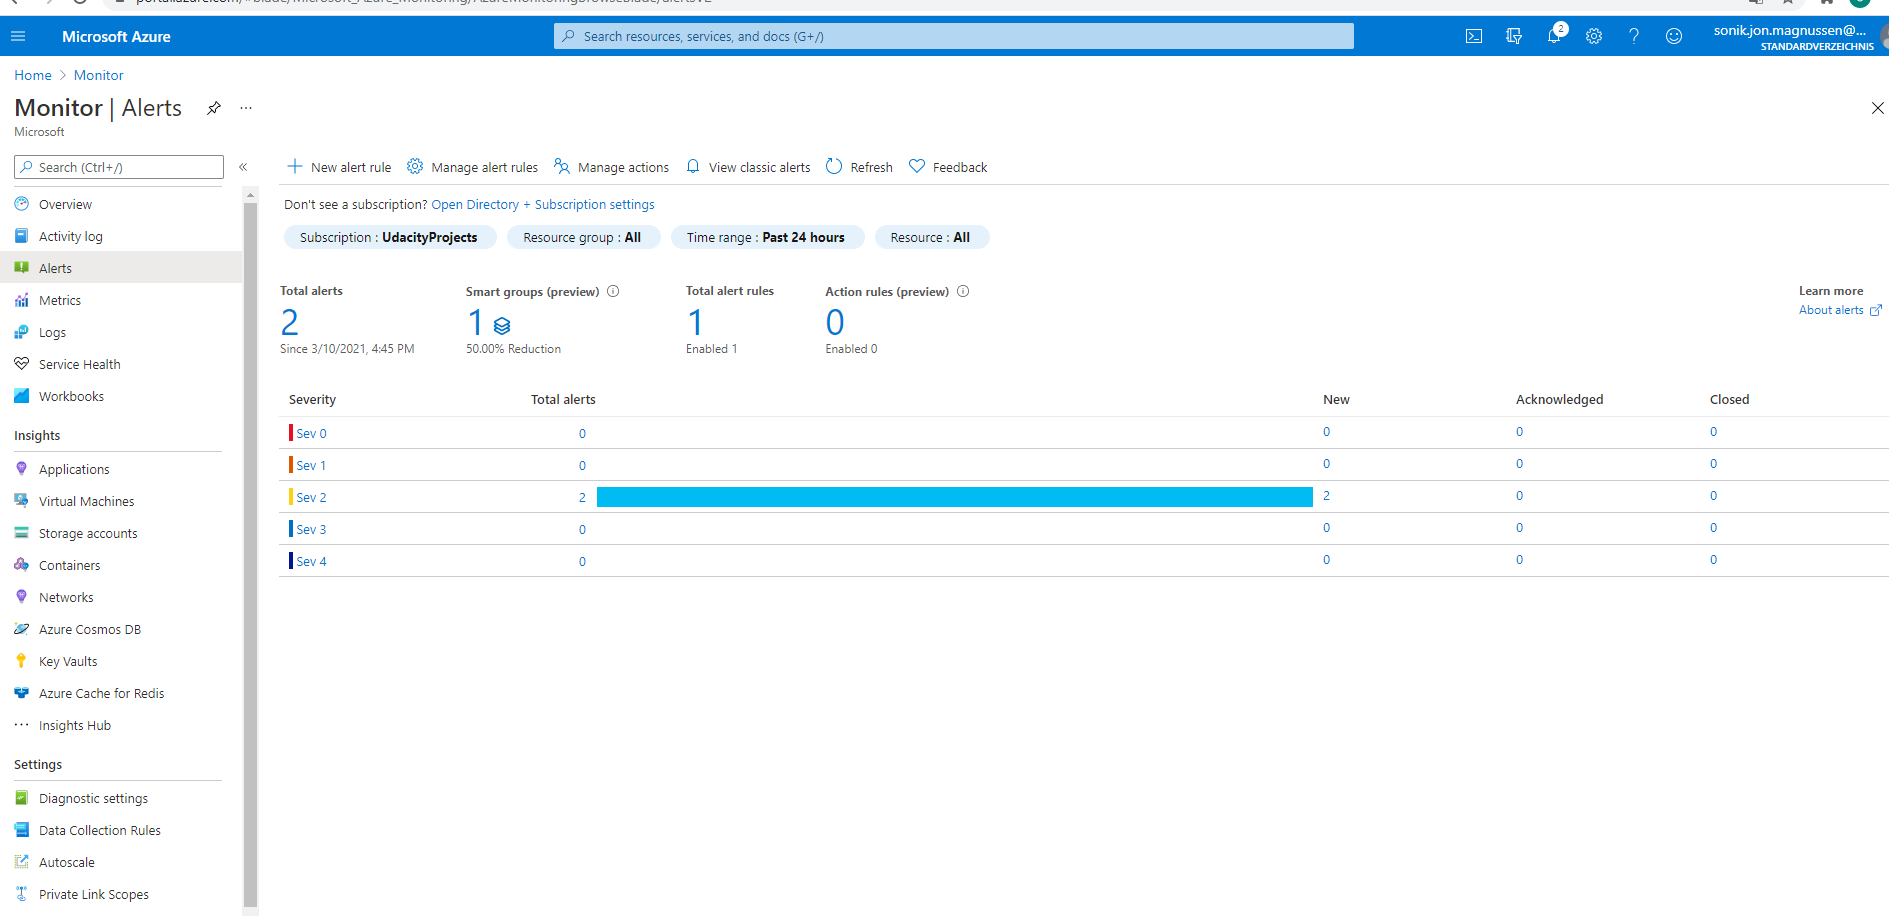 Microsoft Azure
Search resources, services, and docs (G+/)
2
sonik.jon.magnussen@...
STANDARDVERZEICHNIS
Home > Monitor
Monitor | Alerts
...
Microsoft
Search (Ctrl+/)
«
Overview
Activity log
Alerts
Metrics
Logs
Service Health
Workbooks
Insights
Applications
Virtual Machines
Storage accounts
Containers
Networks
Azure Cosmos DB
Key Vaults
Azure Cache for Redis
Insights Hub
Settings
Diagnostic settings
Data Collection Rules
Autoscale
Private Link Scopes
New alert rule Manage alert rules Manage actions View classic alerts Refresh Feedback
Don't see a subscription? Open Directory + Subscription settings
Subscription : UdacityProjects Resource group : All Time range : Past 24 hours Resource : All
Total alerts Smart groups (preview) Total alert rules Action rules (preview)
2 1 1 0
Since 3/10/2021, 4:45 PM 50.00% Reduction Enabled 1 Enabled 0
Learn more
About alerts
Severity Total alerts New Acknowledged Closed
Sev 0 0 0 0 0
Sev 1 0 0 0 0
Sev 2 2 2 0 0
Sev 3 0 0 0 0
Sev 4 0 0 0 0